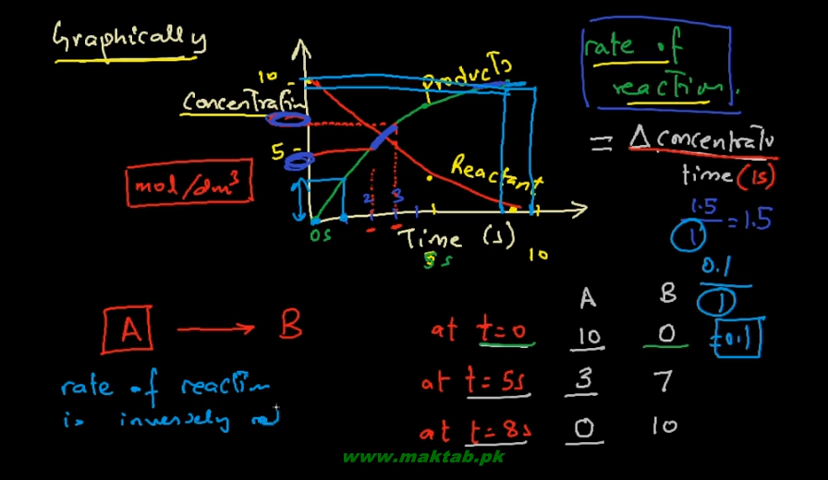 Graphically
rate of
reaction.
10
products
Concentration
= Δ concentratn
time (1s)
5
mol/dm³
Reactant
1.5
1
= 1.5
2
3
0s
Time (s)
5s
10
0.1
1
= 0.1
A B
A → B
at t=0 10 0
at t=5s 3 7
at t=8s 0 10
rate of reaction
is inversely rel
www.maktab.pk